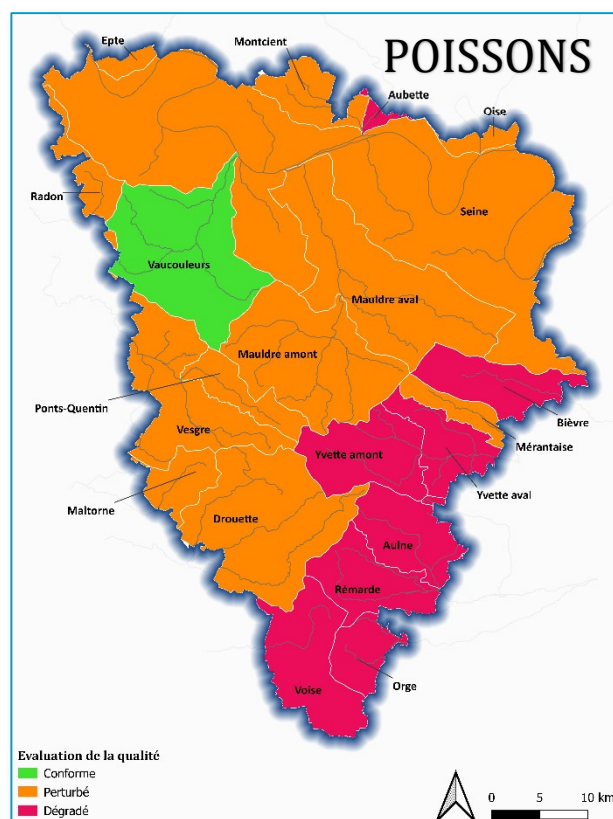 POISSONS
Epte
Montcient
Aubette
Oise
Radon
Seine
Vaucouleurs
Mauldre aval
Mauldre amont
Ponts-Quentin
Bièvre
Vesgre
Mérantaise
Yvette amont
Yvette aval
Maltorne
Drouette
Aulne
Rémarde
Voise
Orge
Evaluation de la qualité
Conforme
Perturbé
Dégradé
0 5 10 km